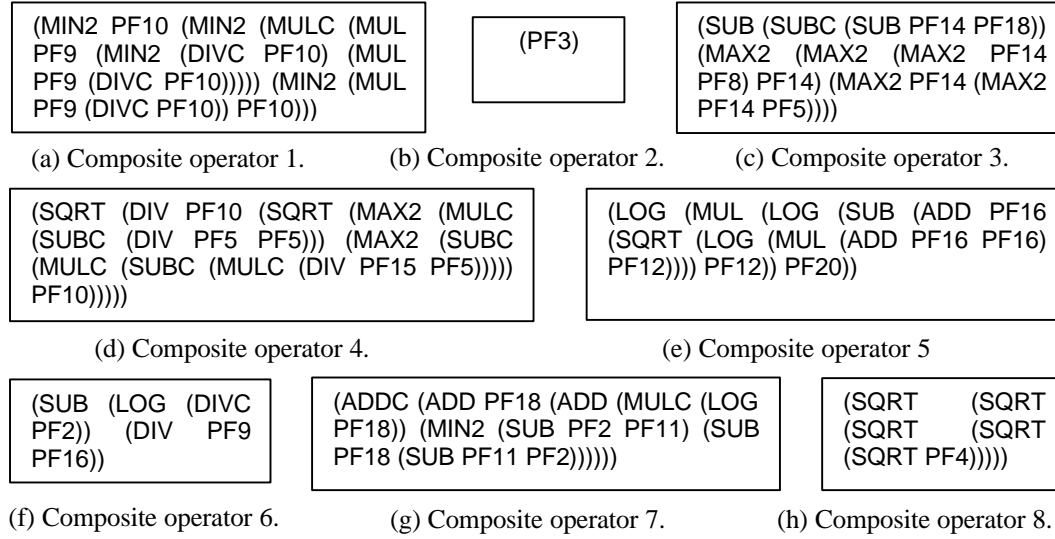 (MIN2 PF10 (MIN2 (MULC (MUL
PF9 (MIN2 (DIVC PF10) (MUL
PF9 (DIVC PF10))))) (MIN2 (MUL
PF9 (DIVC PF10)) PF10)))
(a) Composite operator 1.
(PF3)
(b) Composite operator 2.
(SUB (SUBC (SUB PF14 PF18))
(MAX2 (MAX2 (MAX2 PF14
PF8) PF14) (MAX2 PF14 (MAX2
PF14 PF5))))
(c) Composite operator 3.
(SQRT (DIV PF10 (SQRT (MAX2 (MULC
(SUBC (DIV PF5 PF5))) (MAX2 (SUBC
(MULC (SUBC (MULC (DIV PF15 PF5)))))
PF10)))))
(d) Composite operator 4.
(LOG (MUL (LOG (SUB (ADD PF16
(SQRT (LOG (MUL (ADD PF16 PF16)
PF12)))) PF12)) PF20))
(e) Composite operator 5
(SUB (LOG (DIVC
PF2)) (DIV PF9
PF16))
(f) Composite operator 6.
(ADDC (ADD PF18 (ADD (MULC (LOG
PF18)) (MIN2 (SUB PF2 PF11) (SUB
PF18 (SUB PF11 PF2))))))
(g) Composite operator 7.
(SQRT (SQRT
(SQRT (SQRT
(SQRT PF4)))))
(h) Composite operator 8.